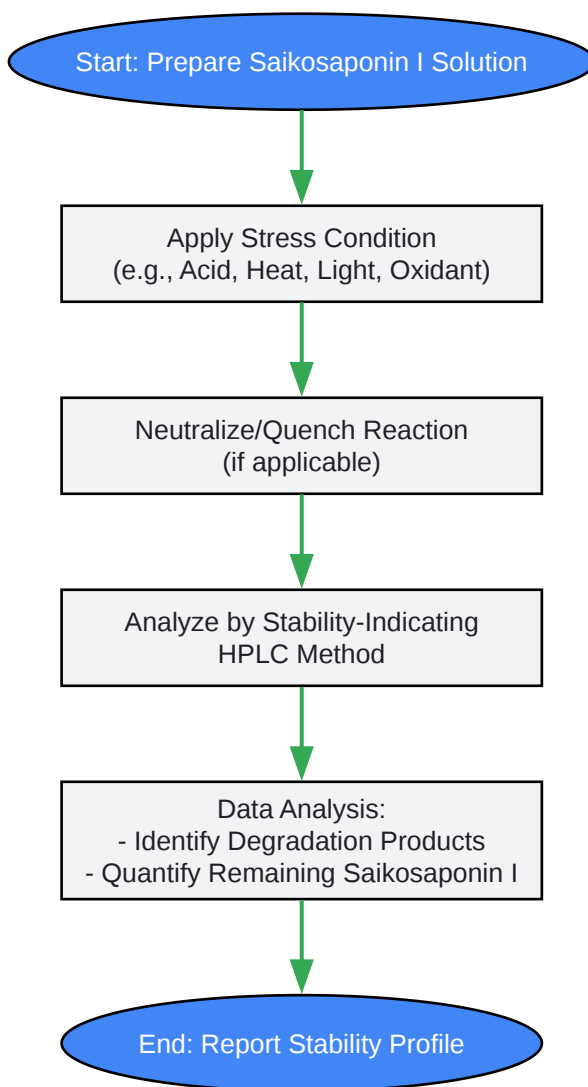 Start: Prepare Saikosaponin I Solution
Apply Stress Condition
(e.g., Acid, Heat, Light, Oxidant)
Neutralize/Quench Reaction
(if applicable)
Analyze by Stability-Indicating
HPLC Method
Data Analysis:
- Identify Degradation Products
- Quantify Remaining Saikosaponin I
End: Report Stability Profile